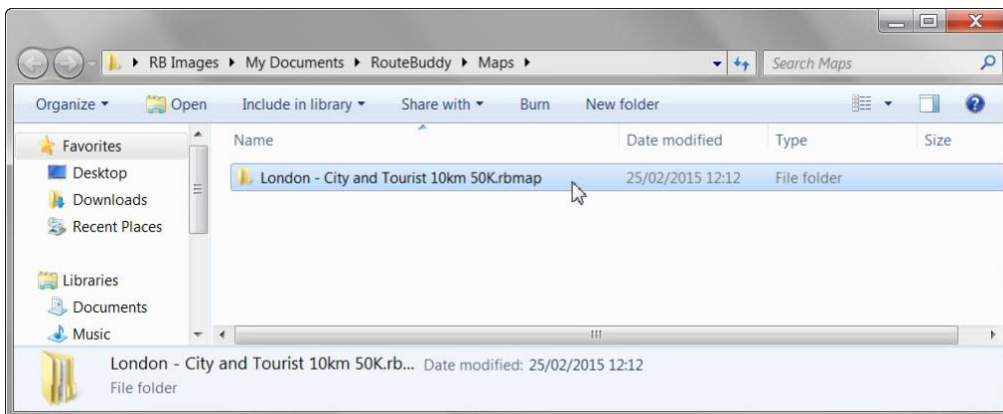 RB Images My Documents RouteBuddy Maps Search Maps
Organize Open Include in library Share with Burn New folder
Favorites
Desktop
Downloads
Recent Places
Libraries
Documents
Music
Name Date modified Type Size
London - City and Tourist 10km 50K.rbmap 25/02/2015 12:12 File folder
London - City and Tourist 10km 50K.rb... Date modified: 25/02/2015 12:12
File folder